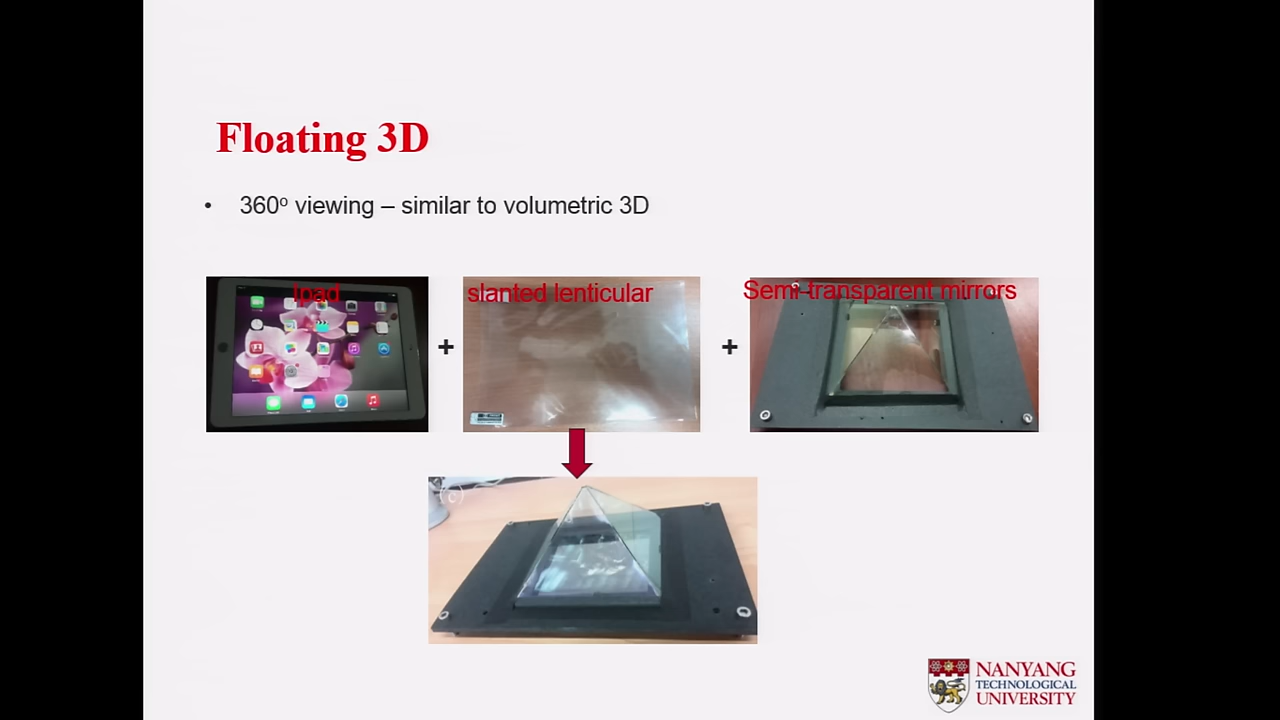 Floating 3D
• 360º viewing – similar to volumetric 3D
Ipad
slanted lenticular
Semi-transparent mirrors
+
+
(c)
NANYANG
TECHNOLOGICAL
UNIVERSITY